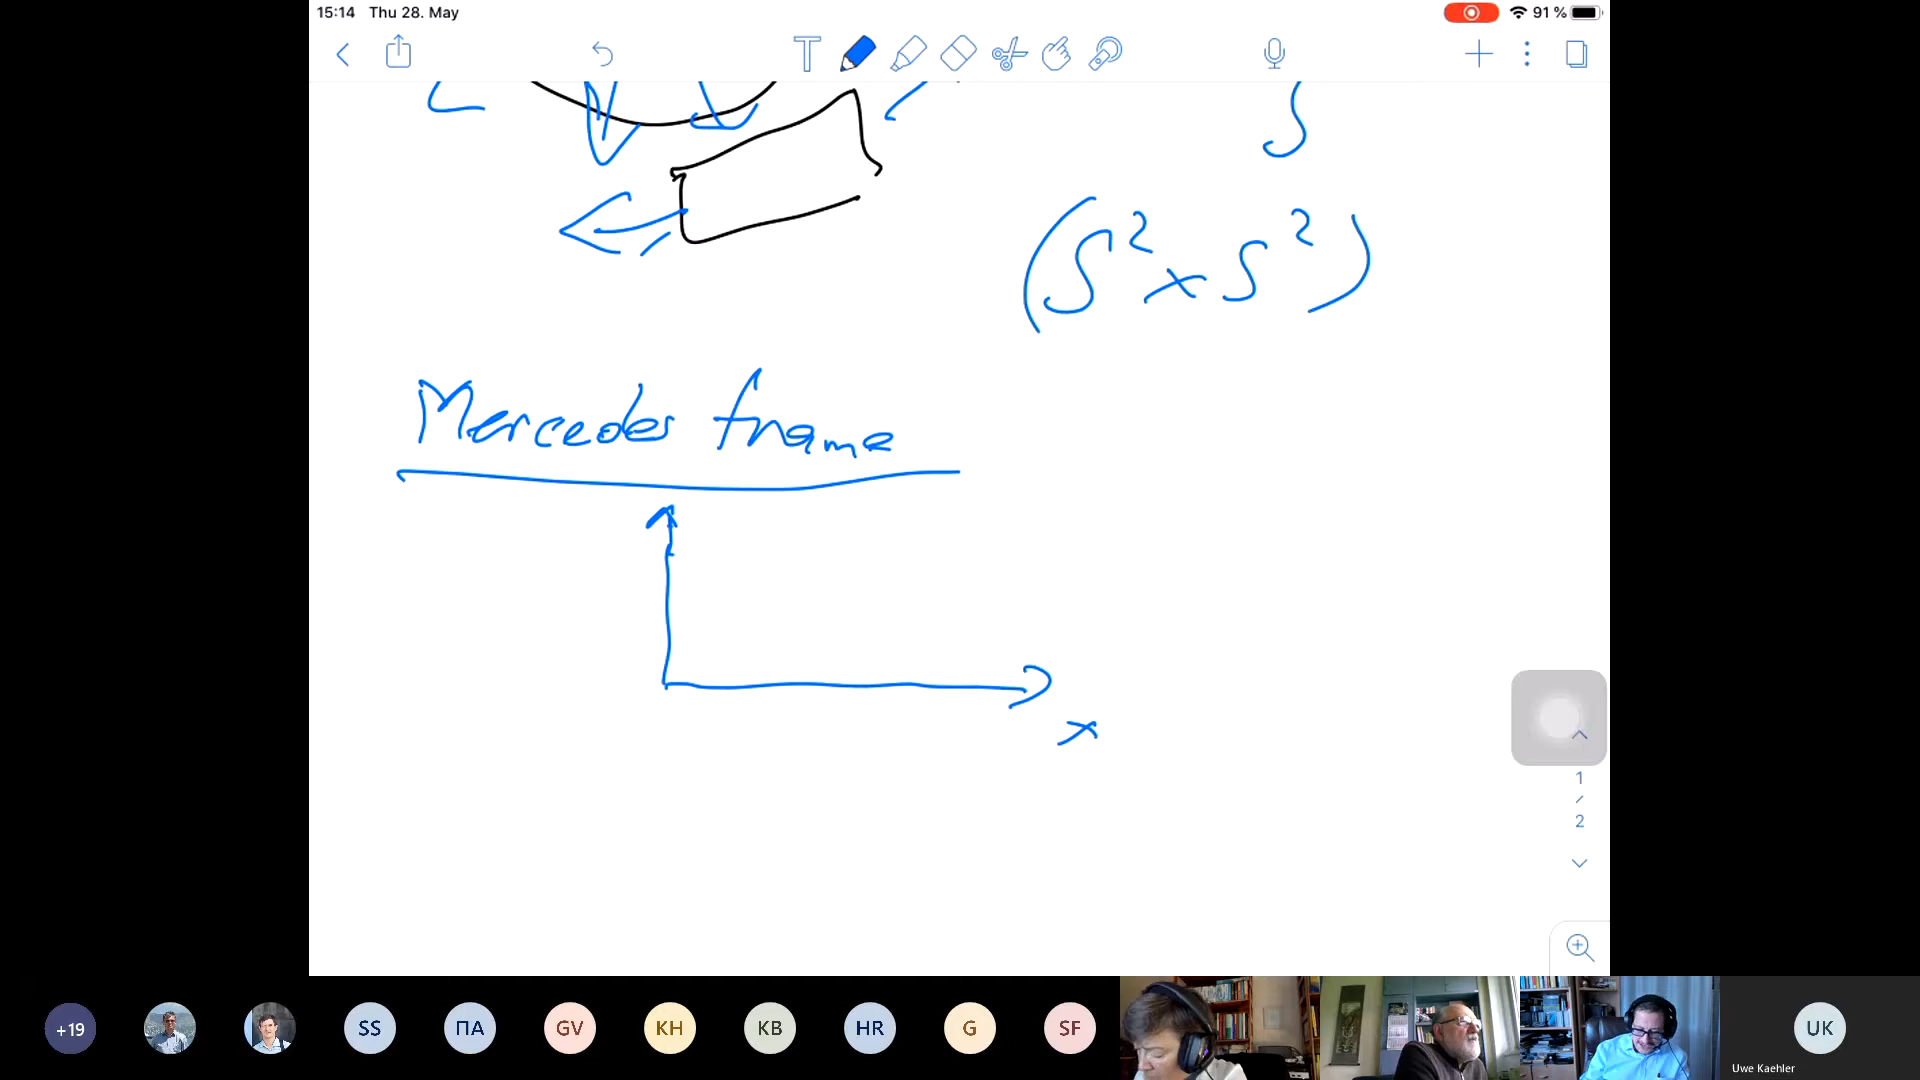 15:14 Thu 28. May 91 %
T
(S² × S²)
Mercedes frame
x
1
/
2
+19 SS ПА GV KH KB HR G SF UK
Uwe Kaehler